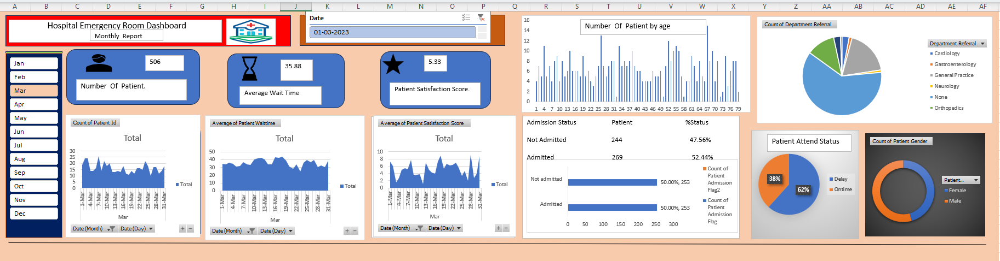 A B C D E F G H I J K L M N O P Q R S T U V W X Y Z AA AB AC AD AE AF
Hospital Emergency Room Dashboard
Monthly Report
Date
01-03-2023
Jan
Feb
Mar
Apr
May
Jun
Jul
Aug
Sep
Oct
Nov
Dec
506
Number Of Patient.
35.88
Average Wait Time
5.33
Patient Satisfaction Score.
Count of Patient Id
Total
30
25
20
15
10
5
0
1-Mar 4-Mar 7-Mar 10-Mar 13-Mar 16-Mar 19-Mar 22-Mar 25-Mar 28-Mar 31-Mar
Mar
Total
Date (Month) Date (Day) + −
Average of Patient Waittime
Total
50
40
30
20
10
0
1-Mar 4-Mar 7-Mar 10-Mar 13-Mar 16-Mar 19-Mar 22-Mar 25-Mar 28-Mar 31-Mar
Mar
Total
Date (Month) Date (Day) + −
Average of Patient Satisfaction Score
Total
10
8
6
4
2
0
1-Mar 4-Mar 7-Mar 10-Mar 13-Mar 16-Mar 19-Mar 22-Mar 25-Mar 28-Mar 31-Mar
Mar
Total
Date (Month) Date (Day) + −
Number Of Patient by age
16
14
12
10
8
6
4
2
0
1 4 7 10 13 16 19 22 25 28 31 34 37 40 43 46 49 52 55 58 61 64 67 70 73 76 79
Admission Status Patient %Status
Not Admitted 244 47.56%
Admitted 269 52.44%
Not admitted
50.00%, 253
Admitted
50.00%, 253
0 50 100 150 200 250 300
Count of
Patient
Admission
Flag2
Count of
Patient
Admission
Flag
Count of Department Referral
Department Referral
Cardiology
Gastroenterology
General Practice
Neurology
None
Orthopedics
Patient Attend Status
38%
62%
Delay
Ontime
Count of Patient Gender
Patient...
Female
Male